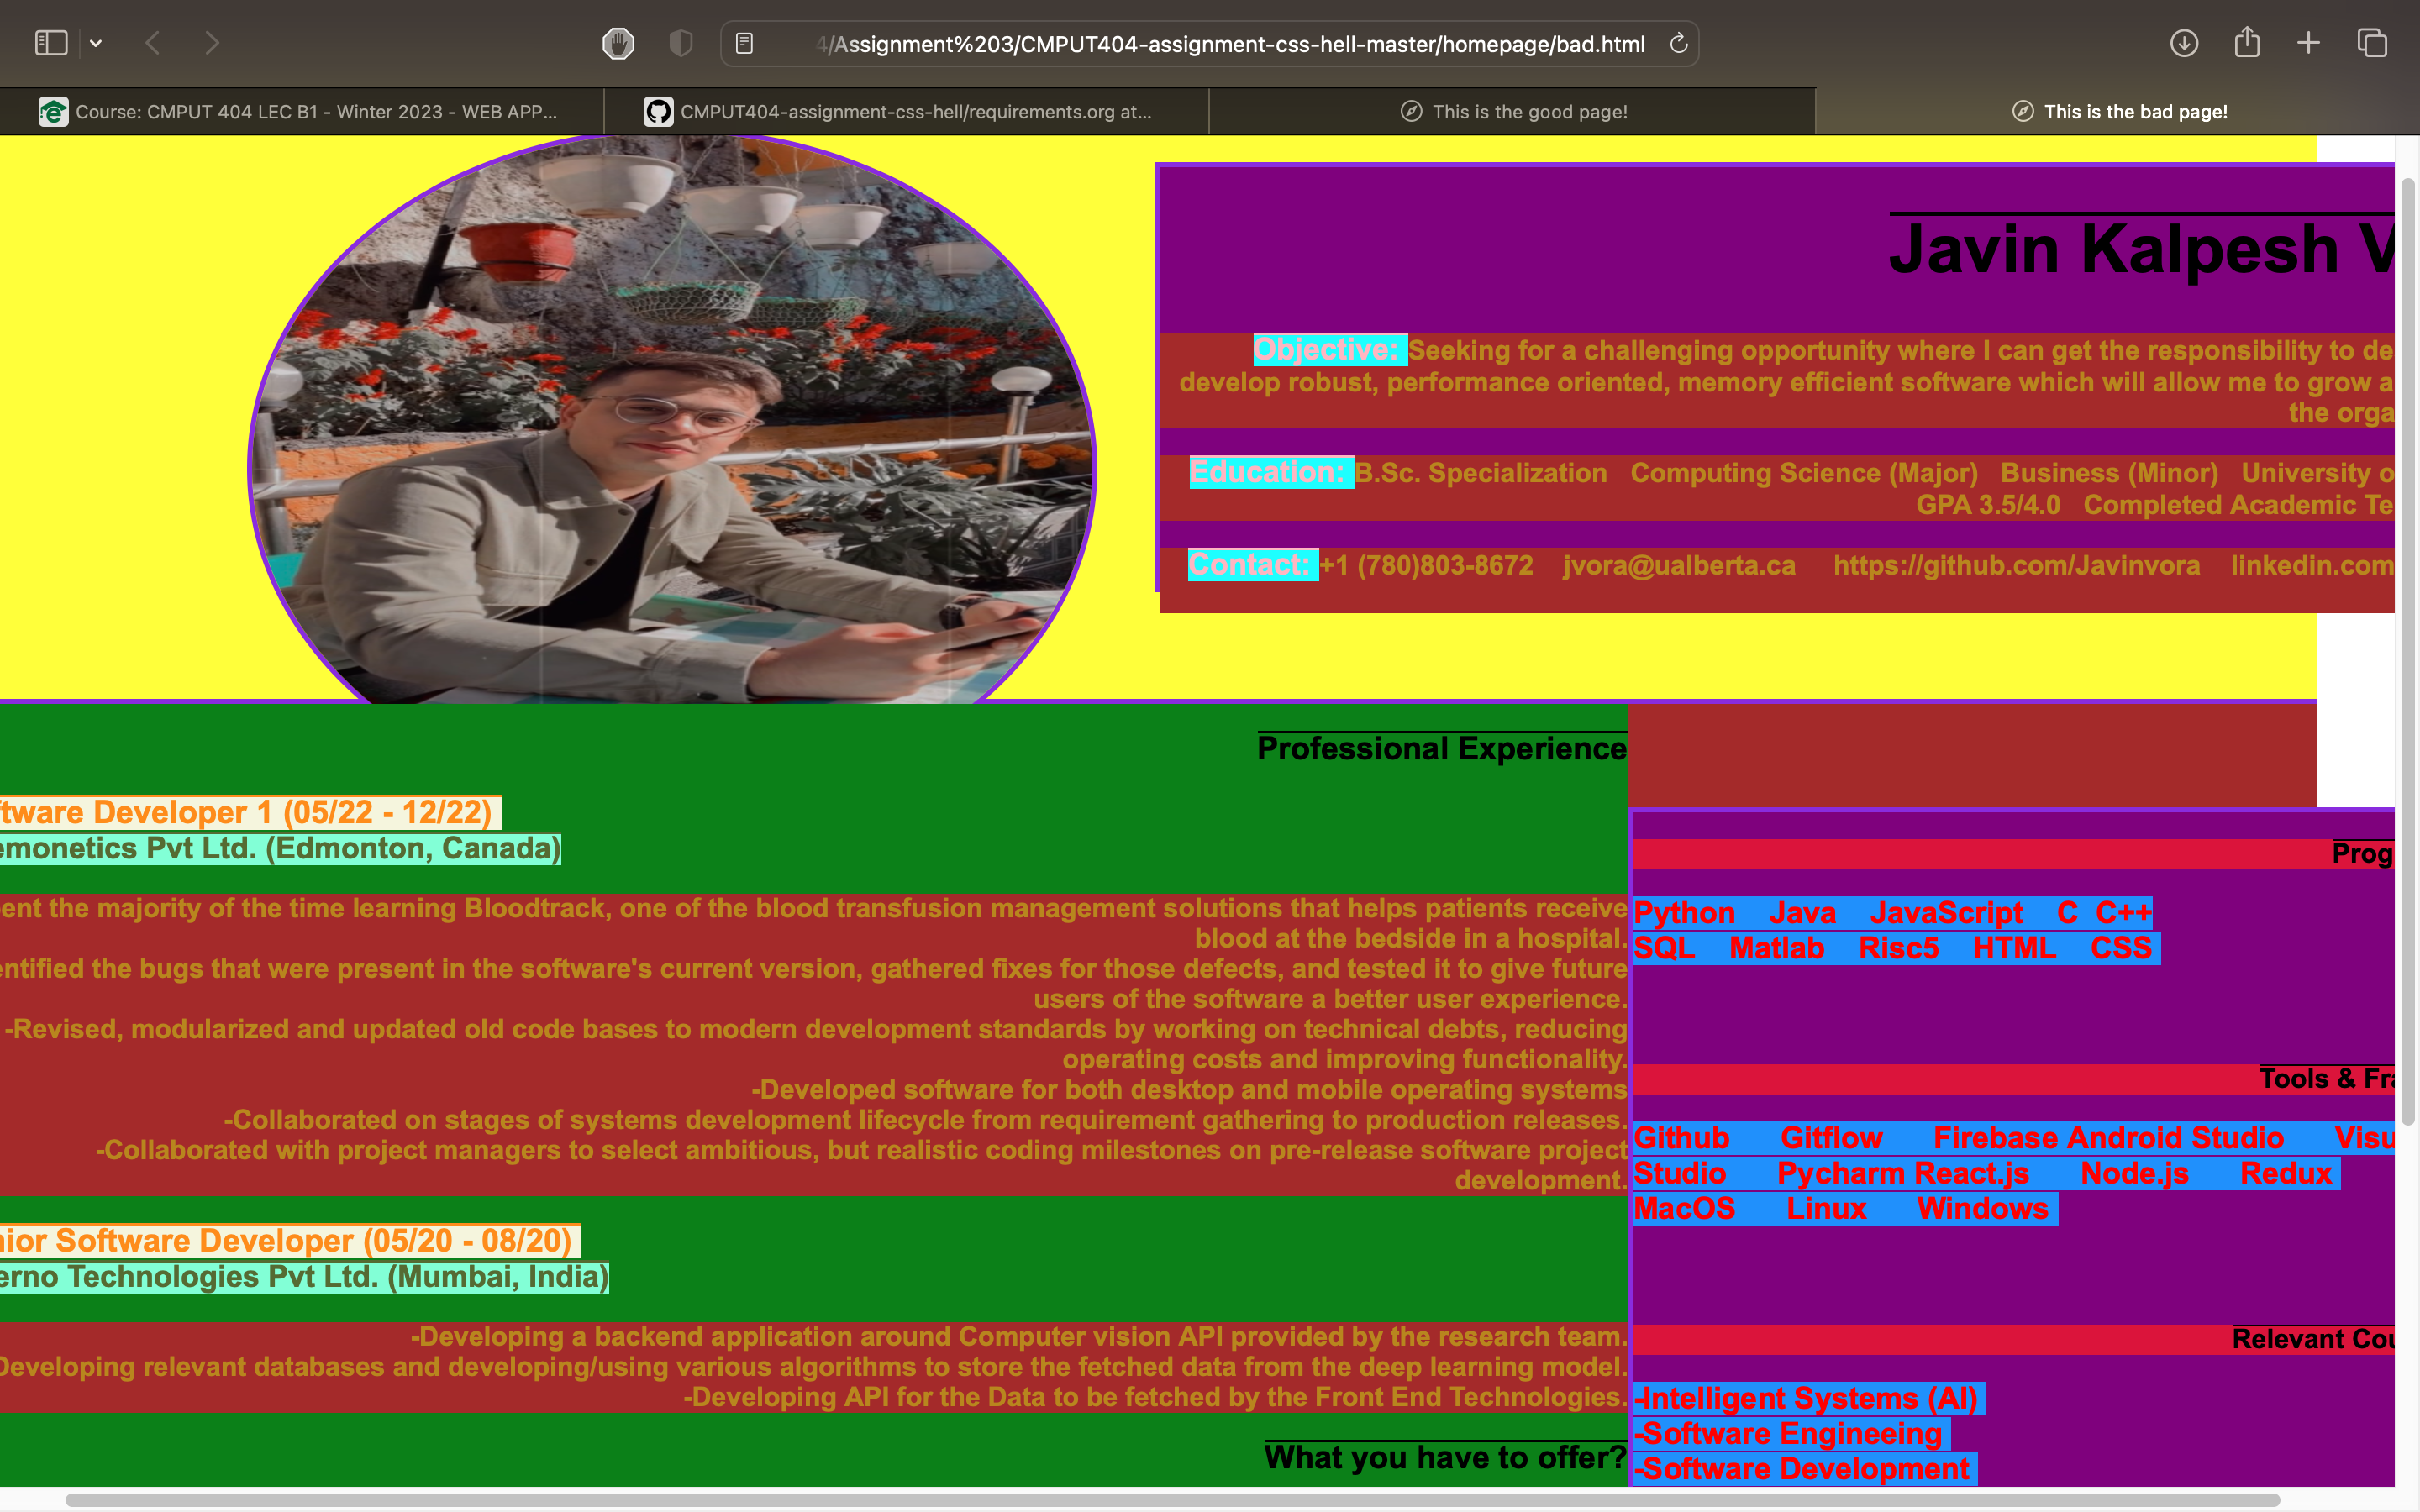 4/Assignment%203/CMPUT404-assignment-css-hell-master/homepage/bad.html
Course: CMPUT 404 LEC B1 - Winter 2023 - WEB APP...
CMPUT404-assignment-css-hell/requirements.org at...
This is the good page!
This is the bad page!
Javin Kalpesh V
Objective: Seeking for a challenging opportunity where I can get the responsibility to de
develop robust, performance oriented, memory efficient software which will allow me to grow a
the orga
Education: B.Sc. Specialization Computing Science (Major) Business (Minor) University o
GPA 3.5/4.0 Completed Academic Te
Contact: +1 (780)803-8672 jvora@ualberta.ca https://github.com/Javinvora linkedin.com
Professional Experience
ftware Developer 1 (05/22 - 12/22)
emonetics Pvt Ltd. (Edmonton, Canada)
ent the majority of the time learning Bloodtrack, one of the blood transfusion management solutions that helps patients receive
blood at the bedside in a hospital.
entified the bugs that were present in the software's current version, gathered fixes for those defects, and tested it to give future
users of the software a better user experience.
-Revised, modularized and updated old code bases to modern development standards by working on technical debts, reducing
operating costs and improving functionality.
-Developed software for both desktop and mobile operating systems
-Collaborated on stages of systems development lifecycle from requirement gathering to production releases.
-Collaborated with project managers to select ambitious, but realistic coding milestones on pre-release software project
development.
nior Software Developer (05/20 - 08/20)
erno Technologies Pvt Ltd. (Mumbai, India)
-Developing a backend application around Computer vision API provided by the research team.
Developing relevant databases and developing/using various algorithms to store the fetched data from the deep learning model.
-Developing API for the Data to be fetched by the Front End Technologies.
What you have to offer?
Prog
Python Java JavaScript C C++
SQL Matlab Risc5 HTML CSS
Tools & Fra
Github Gitflow Firebase Android Studio Visu
Studio Pycharm React.js Node.js Redux
MacOS Linux Windows
Relevant Cou
-Intelligent Systems (AI)
-Software Engineeing
-Software Development